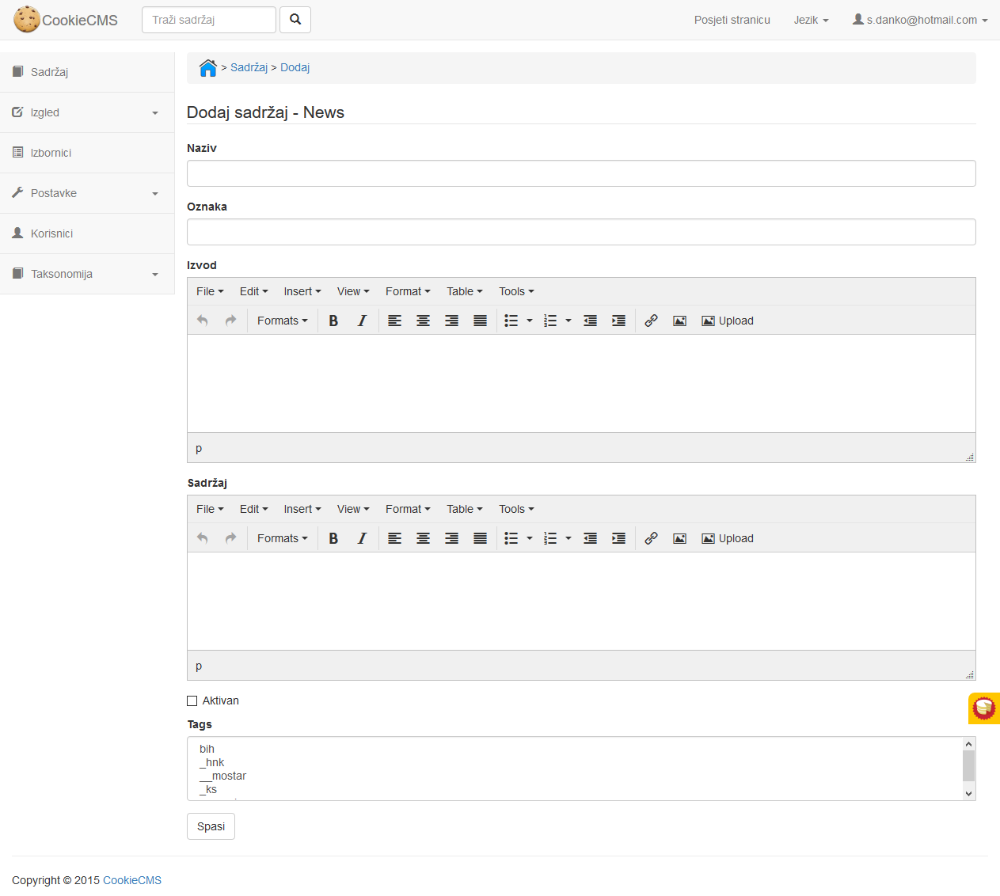 CookieCMS Traži sadržaj Posjeti stranicu Jezik s.danko@hotmail.com
Sadržaj
Izgled
Izbornici
Postavke
Korisnici
Taksonomija
> Sadržaj > Dodaj
Dodaj sadržaj - News
Naziv
Oznaka
Izvod
File Edit Insert View Format Table Tools
Formats B I Upload
p
Sadržaj
File Edit Insert View Format Table Tools
Formats B I Upload
p
Aktivan
Tags
bih
_hnk
__mostar
_ks
Spasi
Copyright © 2015 CookieCMS